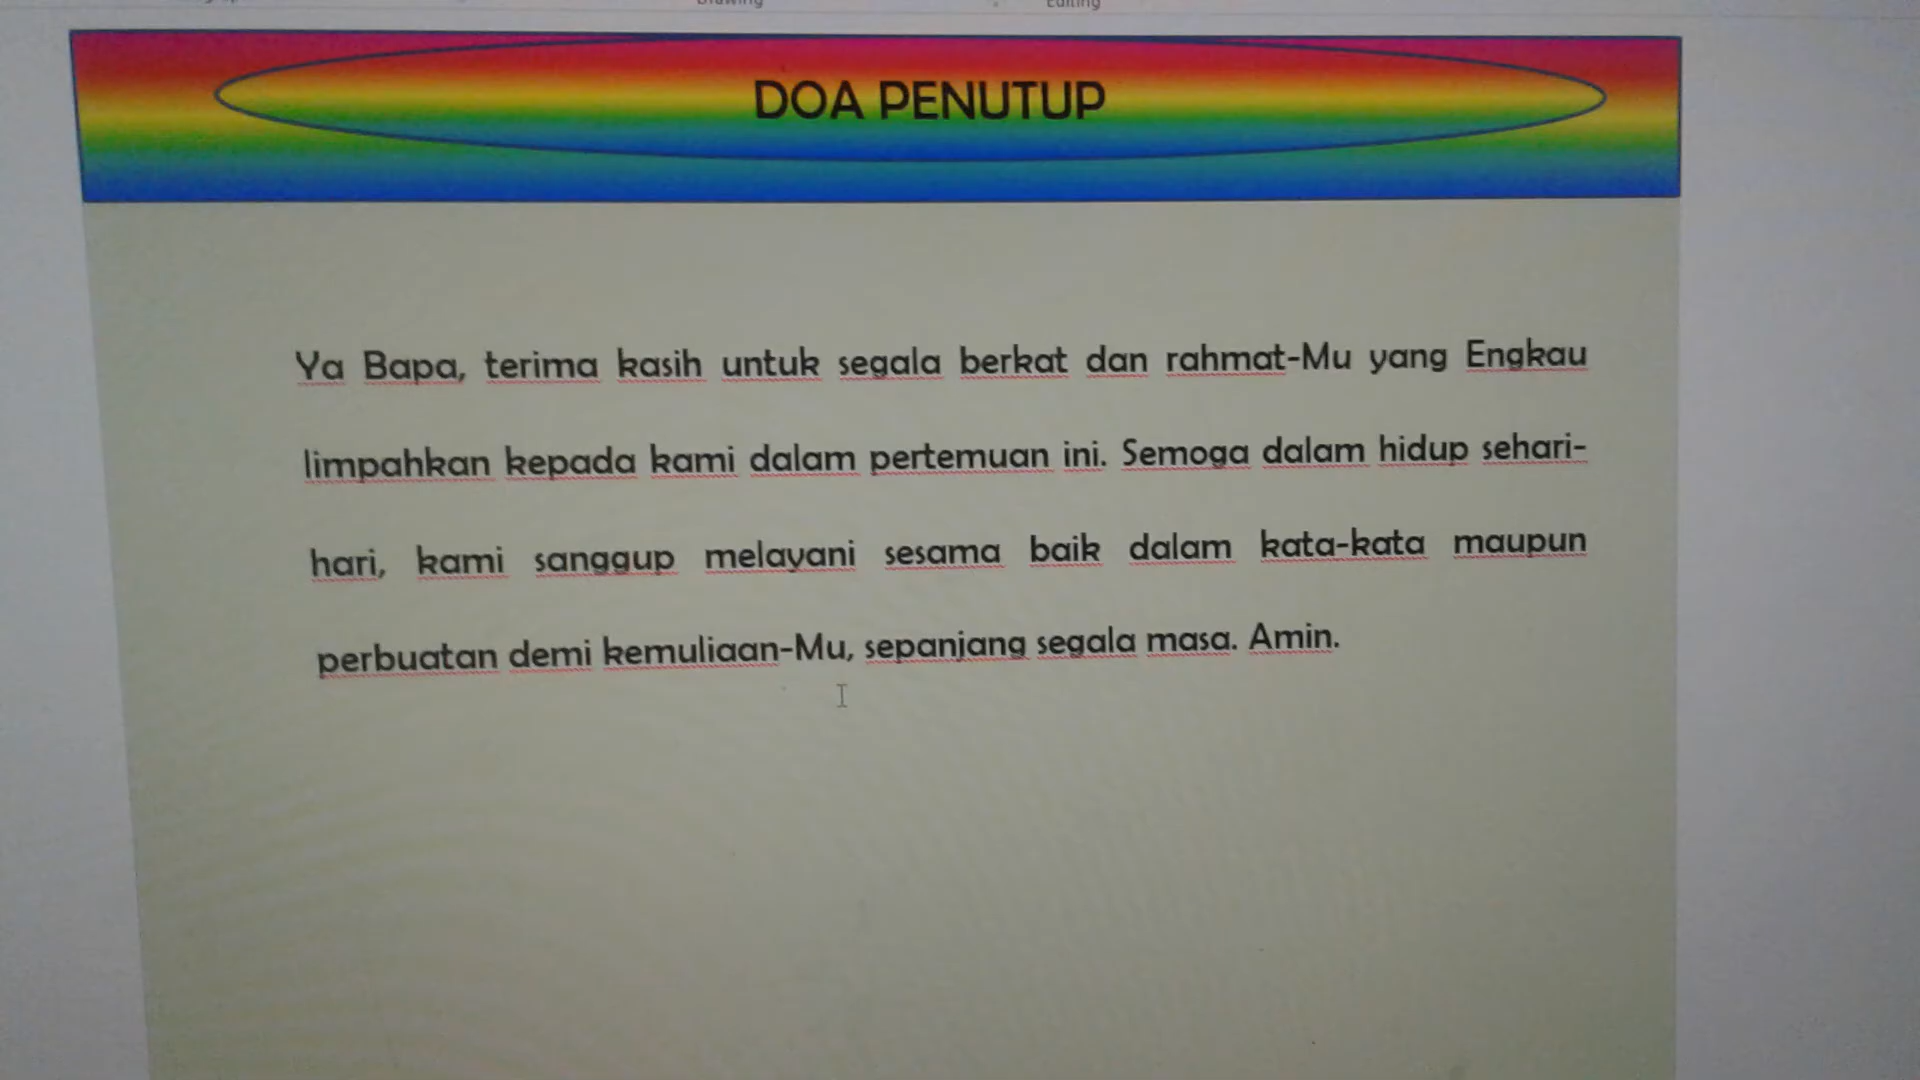 Editing
DOA PENUTUP
Ya Bapa, terima kasih untuk segala berkat dan rahmat-Mu yang Engkau
limpahkan kepada kami dalam pertemuan ini. Semoga dalam hidup sehari-
hari, kami sanggup melayani sesama baik dalam kata-kata maupun
perbuatan demi kemuliaan-Mu, sepanjang segala masa. Amin.